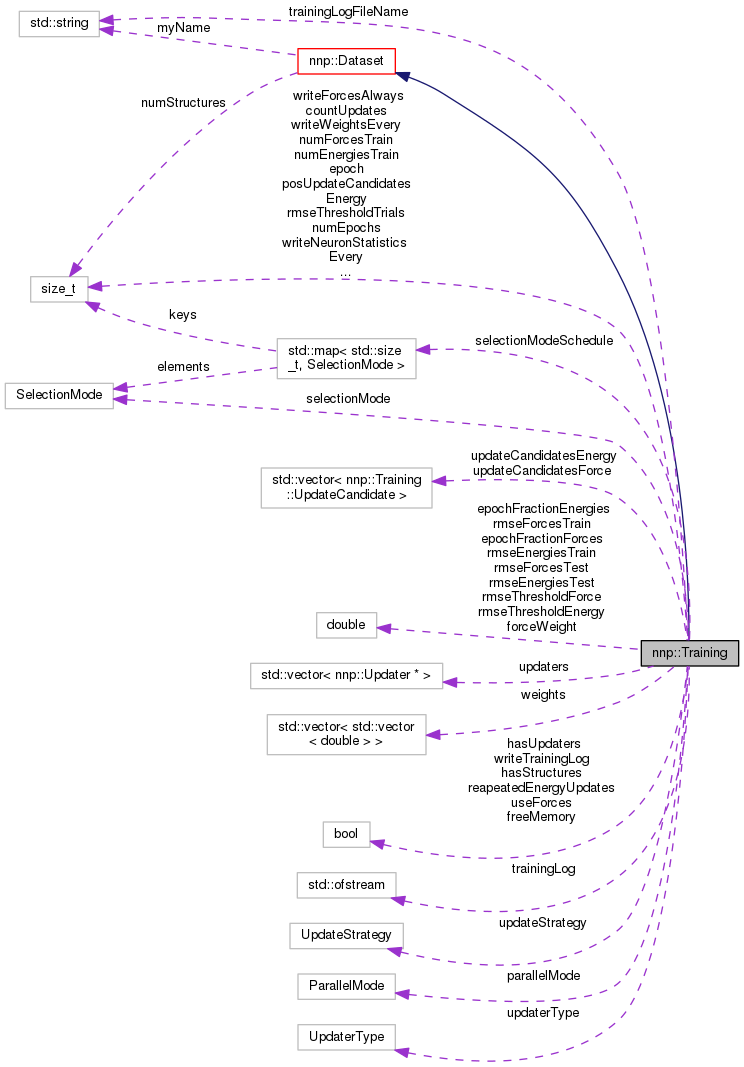 trainingLogFileName
std::string
myName
nnp::Dataset
numStructures
writeForcesAlways
countUpdates
writeWeightsEvery
numForcesTrain
numEnergiesTrain
epoch
posUpdateCandidates
Energy
rmseThresholdTrials
numEpochs
writeNeuronStatistics
Every
...
size_t
keys
std::map< std::size
_t, SelectionMode >
selectionModeSchedule
elements
SelectionMode
selectionMode
updateCandidatesEnergy
updateCandidatesForce
std::vector< nnp::Training
::UpdateCandidate >
epochFractionEnergies
rmseForcesTrain
epochFractionForces
rmseEnergiesTrain
rmseForcesTest
rmseEnergiesTest
rmseThresholdForce
rmseThresholdEnergy
forceWeight
double
nnp::Training
updaters
std::vector< nnp::Updater * >
weights
std::vector< std::vector
< double > >
hasUpdaters
writeTrainingLog
hasStructures
reapeatedEnergyUpdates
useForces
freeMemory
bool
trainingLog
std::ofstream
updateStrategy
UpdateStrategy
parallelMode
ParallelMode
updaterType
UpdaterType